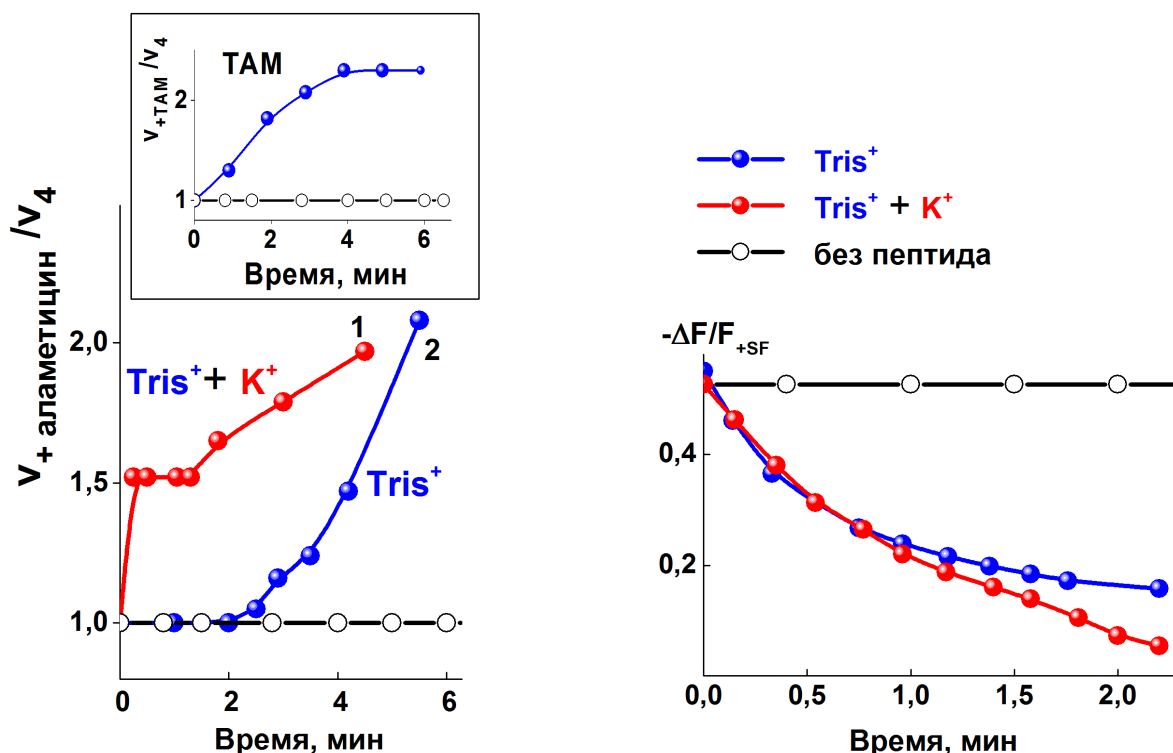 TAM
v+TAM /v4
2
1
0 2 4 6
Время, мин
v+ аламетицин /v4
2,0
1,5
1,0
Tris+ + K+
1
2
Tris+
0 2 4 6
Время, мин
Tris+
Tris+ + K+
без пептида
-ΔF/F+SF
0,4
0,2
0,0 0,5 1,0 1,5 2,0
Время, мин